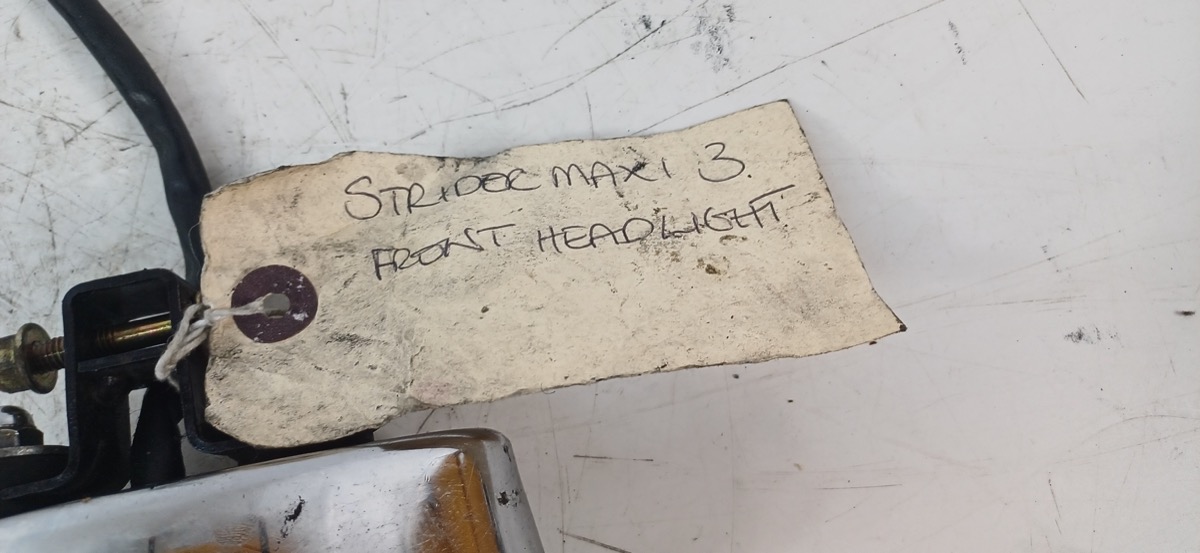 STRIDER MAXI 3.
FRONT HEADLIGHT